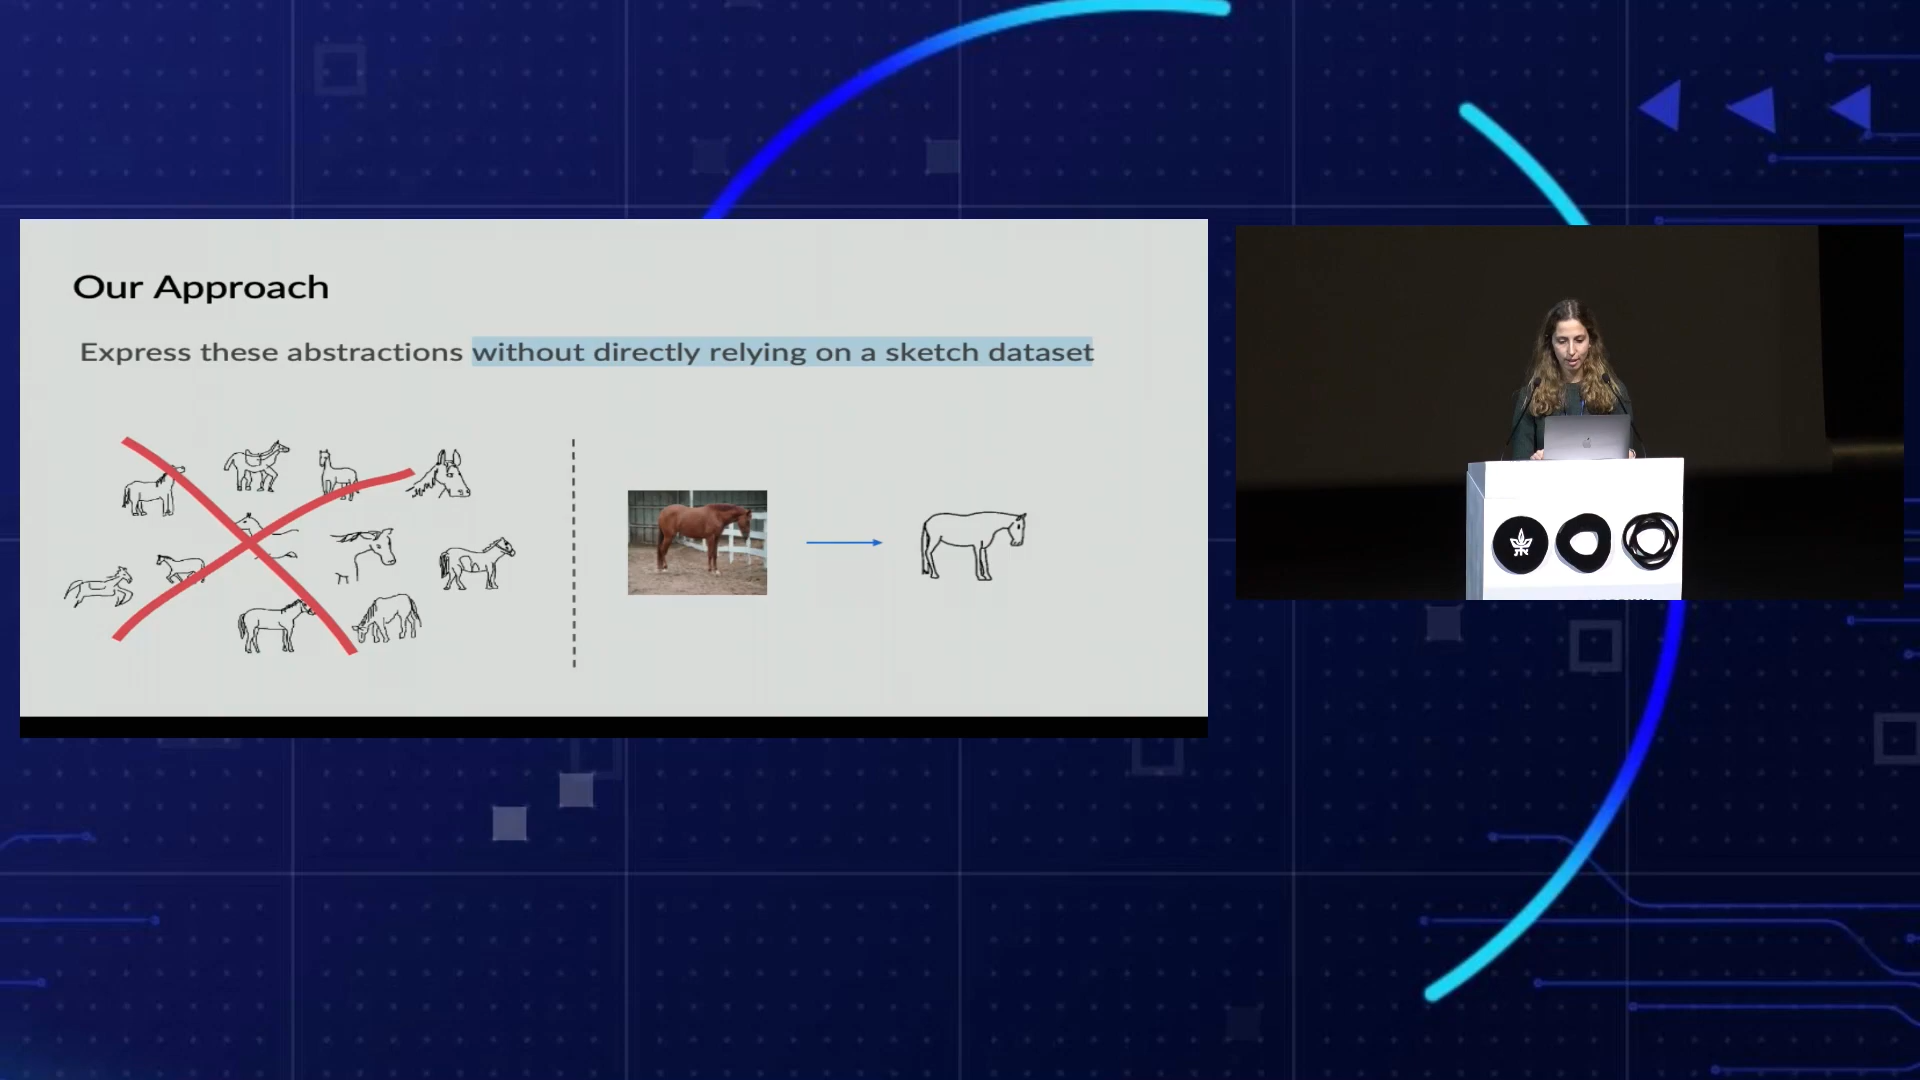 Our Approach
Express these abstractions without directly relying on a sketch dataset